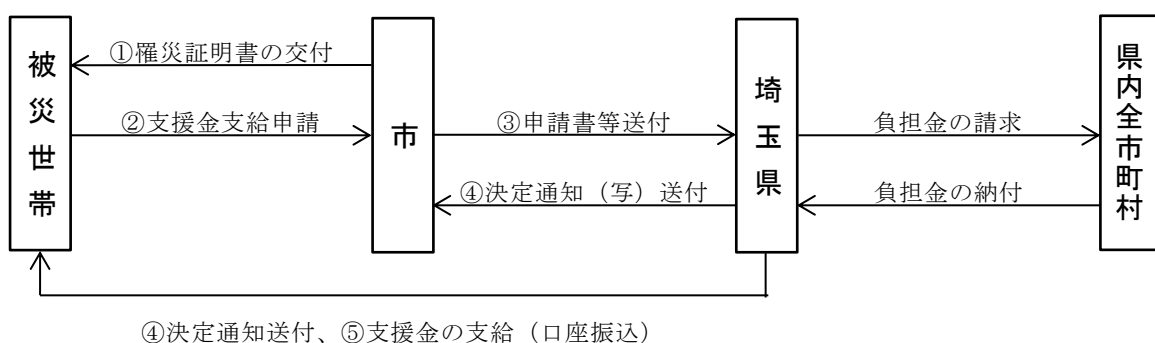 被災世帯
①罹災証明書の交付
②支援金支給申請
市
③申請書等送付
④決定通知（写）送付
埼玉県
負担金の請求
負担金の納付
県内全市町村
④決定通知送付、⑤支援金の支給（口座振込）